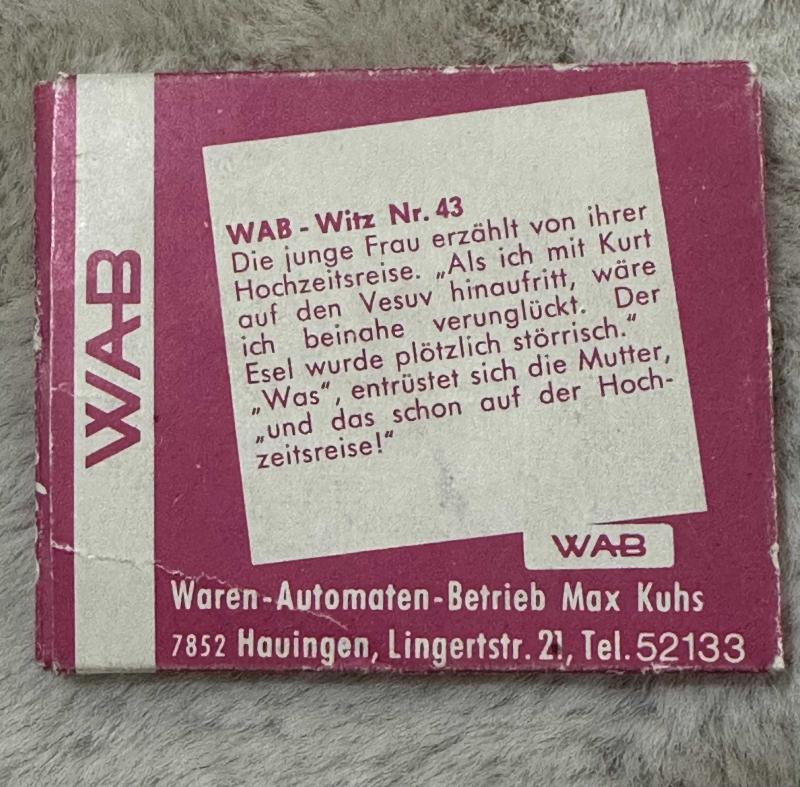 WAB
WAB - Witz Nr. 43
Die junge Frau erzählt von ihrer
Hochzeitsreise. „Als ich mit Kurt
auf den Vesuv hinaufritt, wäre
ich beinahe verunglückt. Der
Esel wurde plötzlich störrisch.“
„Was“, entrüstet sich die Mutter,
„und das schon auf der Hoch-
zeitsreise!“
WAB
Waren-Automaten-Betrieb Max Kuhs
7852 Hauingen, Lingertstr. 21, Tel. 52133